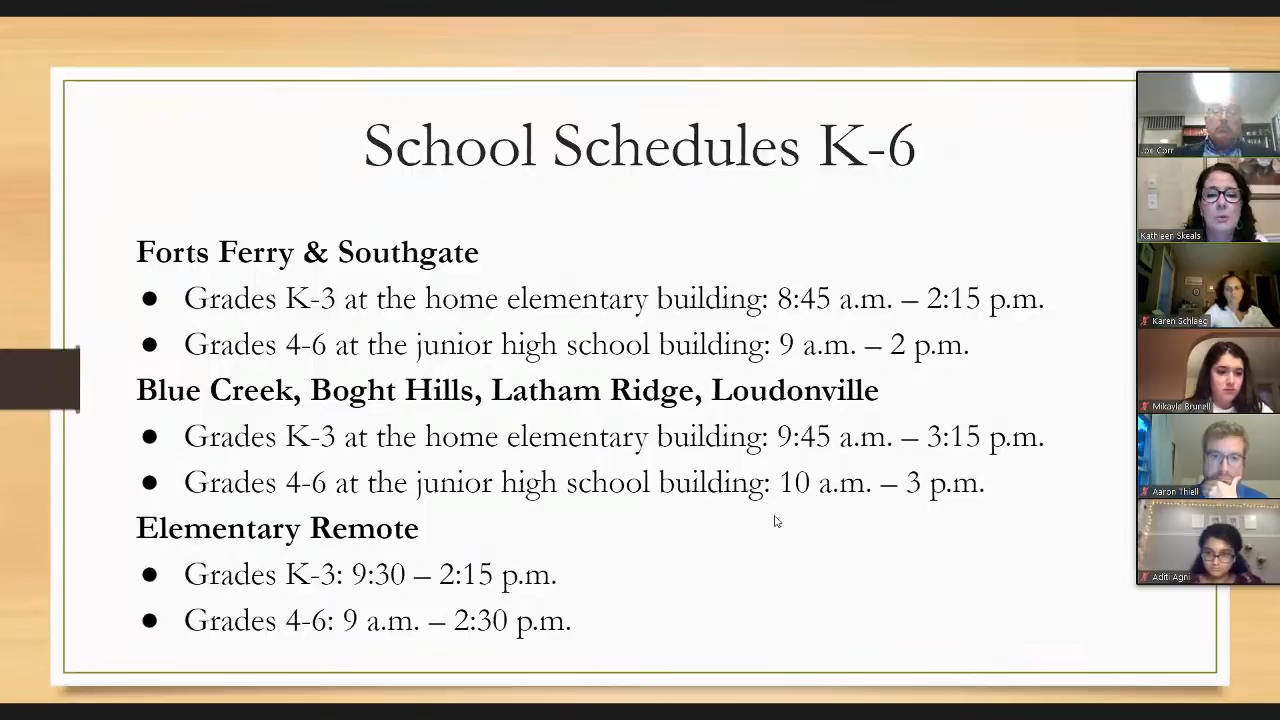 School Schedules K-6
Forts Ferry & Southgate
● Grades K-3 at the home elementary building: 8:45 a.m. – 2:15 p.m.
● Grades 4-6 at the junior high school building: 9 a.m. – 2 p.m.
Blue Creek, Boght Hills, Latham Ridge, Loudonville
● Grades K-3 at the home elementary building: 9:45 a.m. – 3:15 p.m.
● Grades 4-6 at the junior high school building: 10 a.m. – 3 p.m.
Elementary Remote
● Grades K-3: 9:30 – 2:15 p.m.
● Grades 4-6: 9 a.m. – 2:30 p.m.
Joe Corr
Kathleen Skeals
Karen Schlaeg
Mikayla Brunell
Aaron Thiell
Aditi Agni